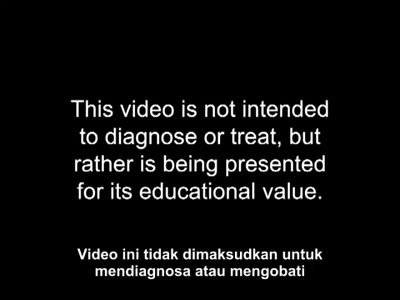 This video is not intended
to diagnose or treat, but
rather is being presented
for its educational value.
Video ini tidak dimaksudkan untuk
mendiagnosa atau mengobati